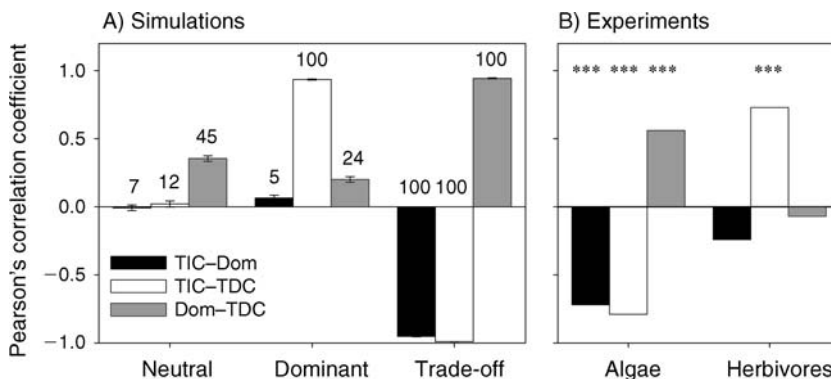 A) Simulations
B) Experiments
Pearson's correlation coefficient
1.0
0.5
0.0
−0.5
−1.0
7
12
45
5
100
24
100 100
100
*** *** ***
***
TIC–Dom
TIC–TDC
Dom–TDC
Neutral
Dominant
Trade-off
Algae
Herbivores